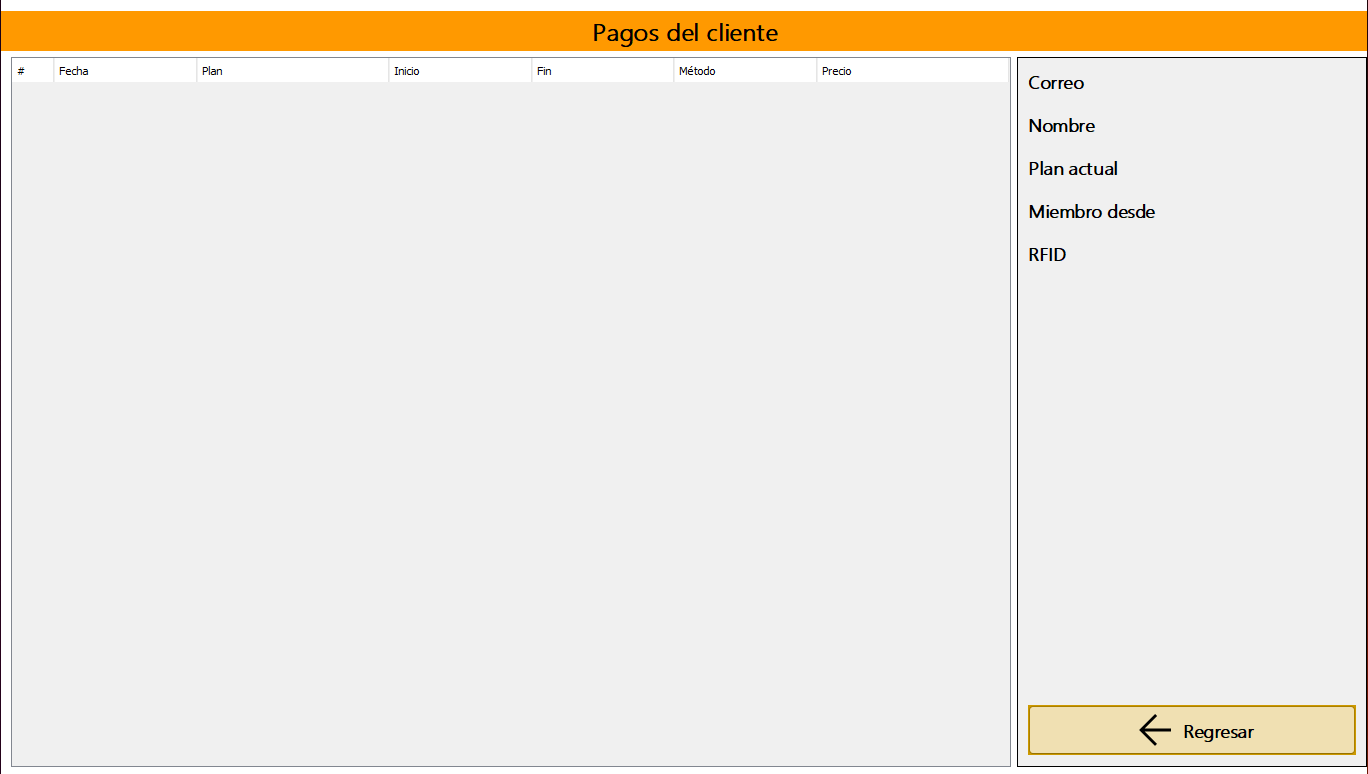 Pagos del cliente
# Fecha Plan Inicio Fin Método Precio
Correo
Nombre
Plan actual
Miembro desde
RFID
Regresar